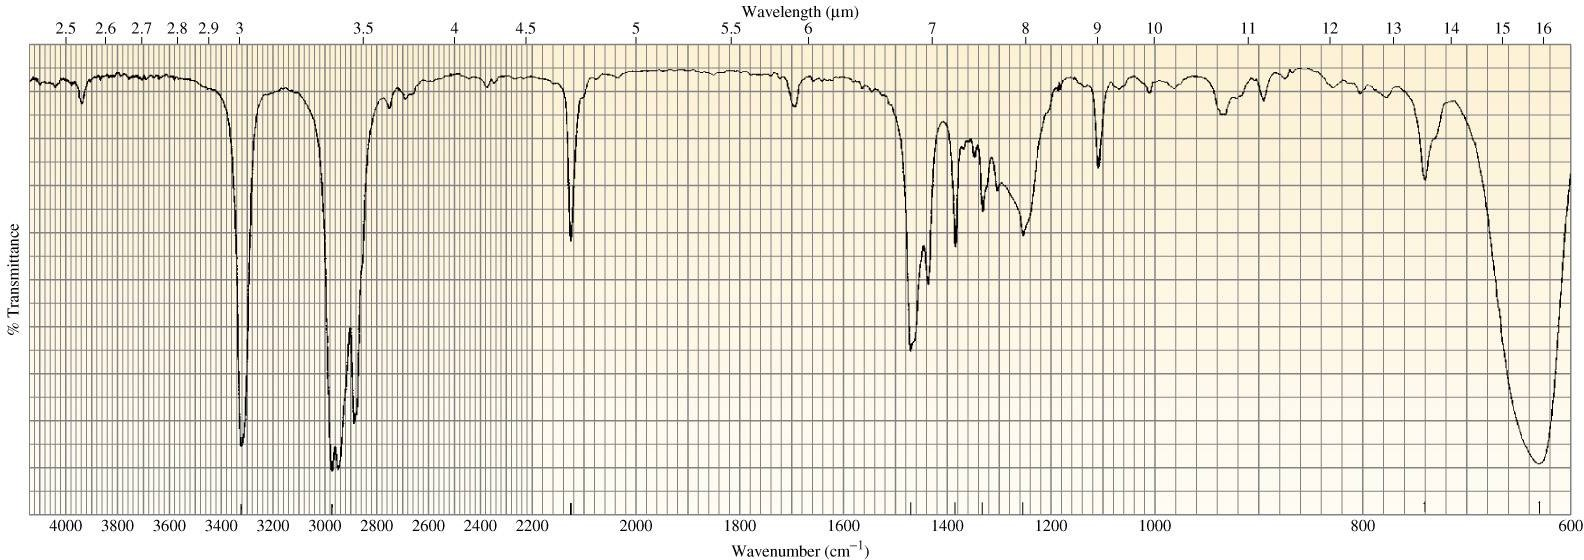 Wavelength (μm)
2.5 2.6 2.7 2.8 2.9 3 3.5 4 4.5 5 5.5 6 7 8 9 10 11 12 13 14 15 16
% Transmittance
4000 3800 3600 3400 3200 3000 2800 2600 2400 2200 2000 1800 1600 1400 1200 1000 800 600
Wavenumber (cm⁻¹)